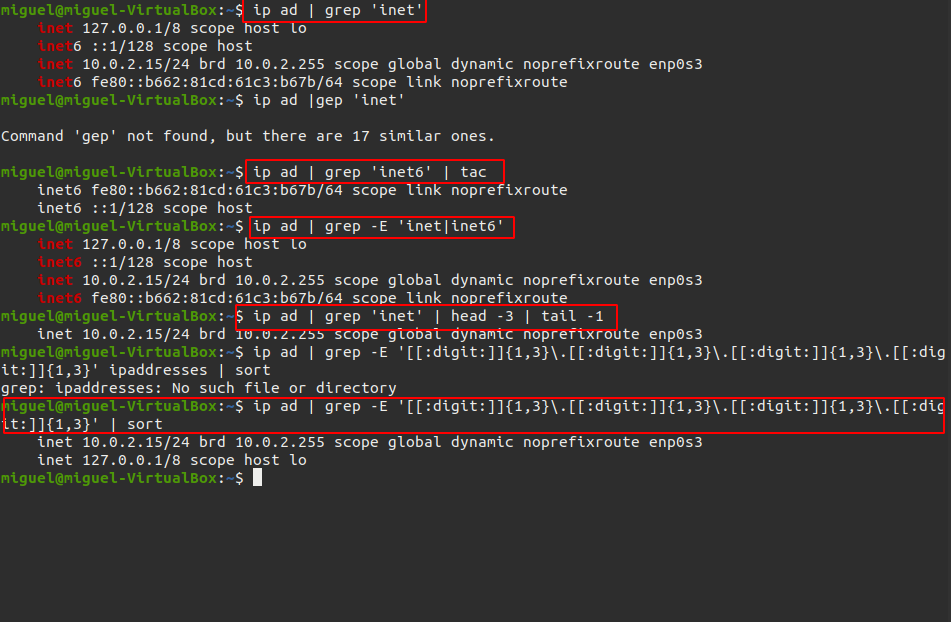 miguel@miguel-VirtualBox:~$ ip ad | grep 'inet'
    inet 127.0.0.1/8 scope host lo
    inet6 ::1/128 scope host
    inet 10.0.2.15/24 brd 10.0.2.255 scope global dynamic noprefixroute enp0s3
    inet6 fe80::b662:81cd:61c3:b67b/64 scope link noprefixroute
miguel@miguel-VirtualBox:~$ ip ad |gep 'inet'
Command 'gep' not found, but there are 17 similar ones.
miguel@miguel-VirtualBox:~$ ip ad | grep 'inet6' | tac
    inet6 fe80::b662:81cd:61c3:b67b/64 scope link noprefixroute
    inet6 ::1/128 scope host
miguel@miguel-VirtualBox:~$ ip ad | grep -E 'inet|inet6'
    inet 127.0.0.1/8 scope host lo
    inet6 ::1/128 scope host
    inet 10.0.2.15/24 brd 10.0.2.255 scope global dynamic noprefixroute enp0s3
    inet6 fe80::b662:81cd:61c3:b67b/64 scope link noprefixroute
miguel@miguel-VirtualBox:~$ ip ad | grep 'inet' | head -3 | tail -1
    inet 10.0.2.15/24 brd 10.0.2.255 scope global dynamic noprefixroute enp0s3
miguel@miguel-VirtualBox:~$ ip ad | grep -E '[[:digit:]]{1,3}\.[[:digit:]]{1,3}\.[[:digit:]]{1,3}\.[[:dig
it:]]{1,3}' ipaddresses | sort
grep: ipaddresses: No such file or directory
miguel@miguel-VirtualBox:~$ ip ad | grep -E '[[:digit:]]{1,3}\.[[:digit:]]{1,3}\.[[:digit:]]{1,3}\.[[:dig
it:]]{1,3}' | sort
    inet 10.0.2.15/24 brd 10.0.2.255 scope global dynamic noprefixroute enp0s3
    inet 127.0.0.1/8 scope host lo
miguel@miguel-VirtualBox:~$